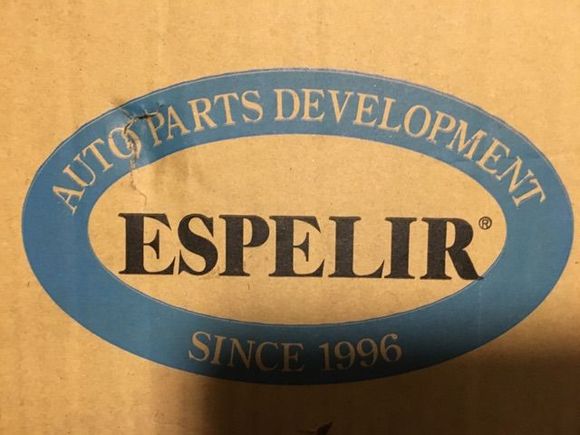 AUTO PARTS DEVELOPMENT
ESPELIR®
SINCE 1996